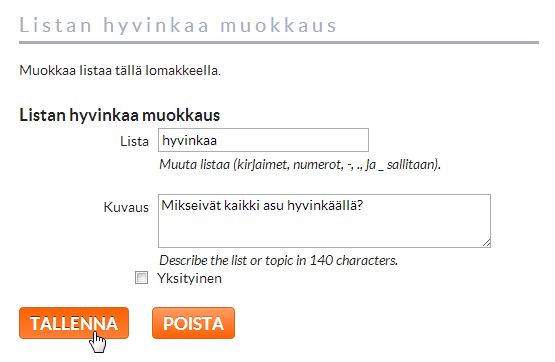 Listan hyvinkaa muokkaus
Muokkaa listaa tällä lomakkeella.
Listan hyvinkaa muokkaus
Lista hyvinkaa
Muuta listaa (kirjaimet, numerot, -, ., ja _ sallitaan).
Kuvaus Mikseivät kaikki asu hyvinkäällä?
Describe the list or topic in 140 characters.
Yksityinen
TALLENNA POISTA